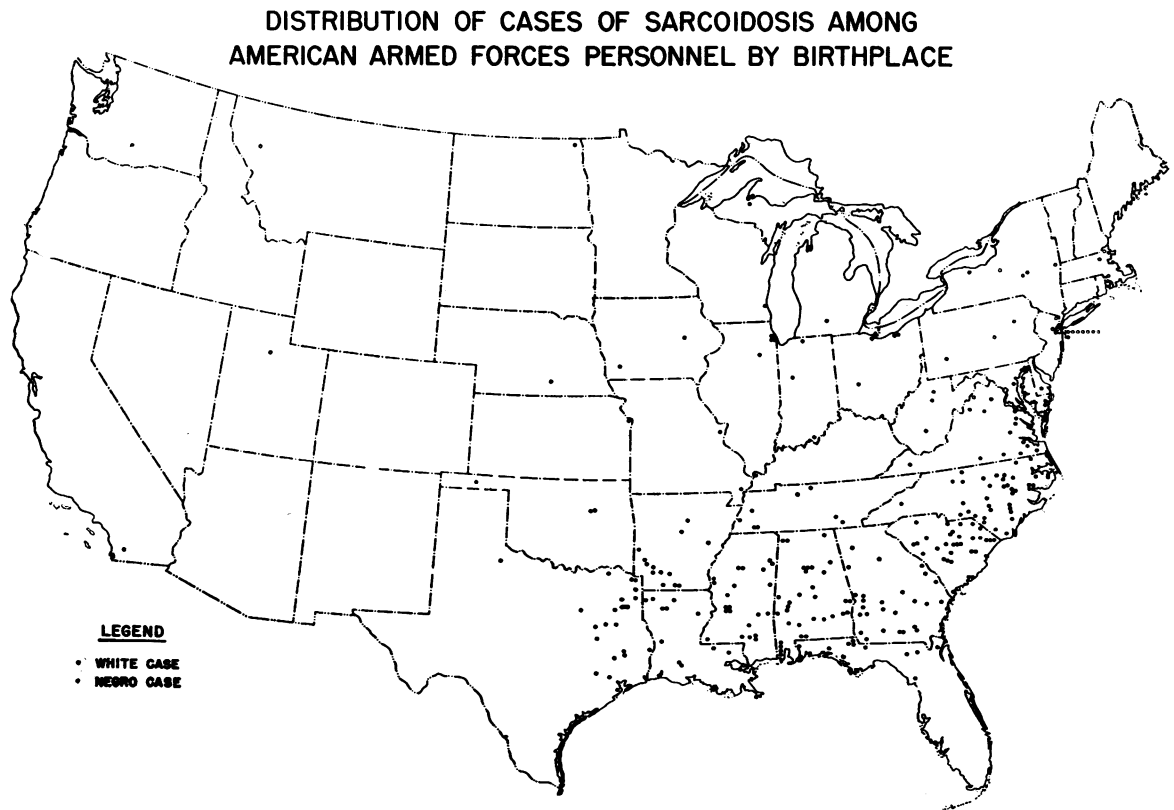 DISTRIBUTION OF CASES OF SARCOIDOSIS AMONG
AMERICAN ARMED FORCES PERSONNEL BY BIRTHPLACE
LEGEND
• WHITE CASE
• NEGRO CASE